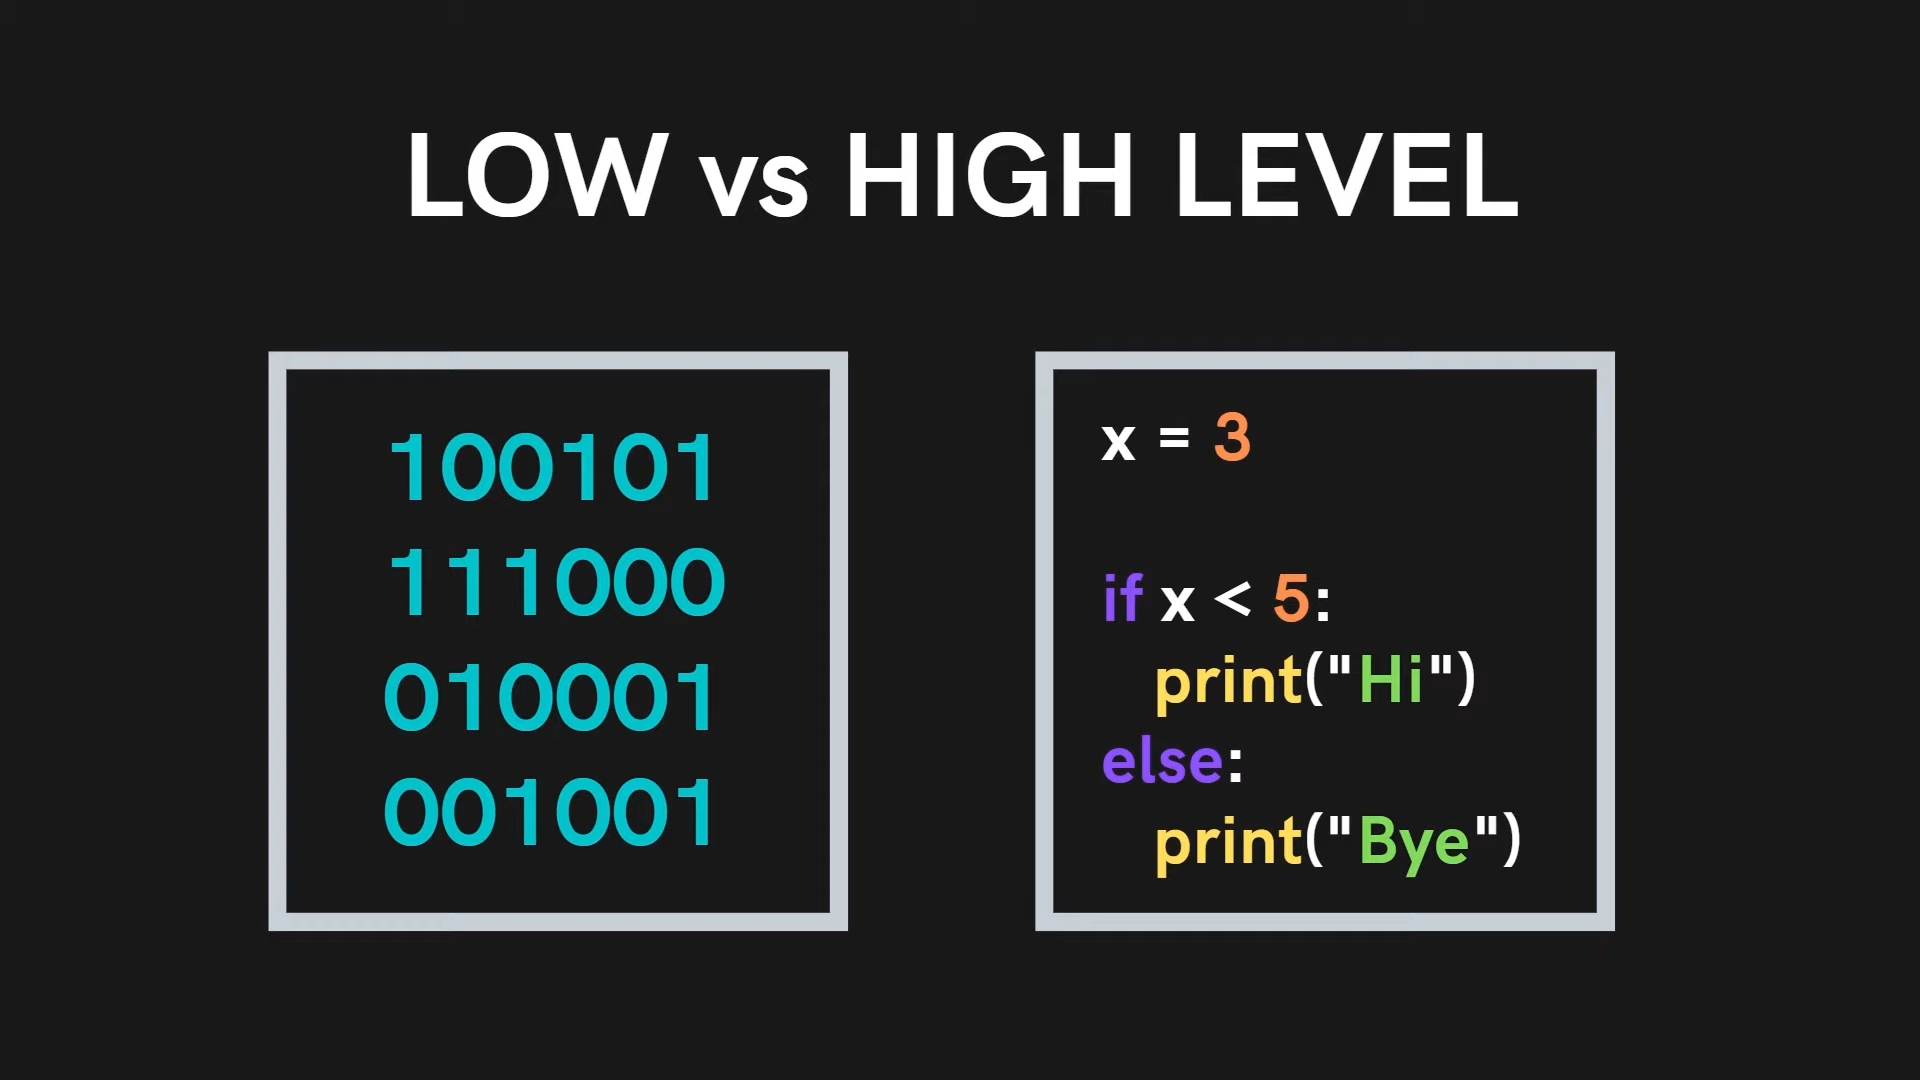 LOW vs HIGH LEVEL
100101
111000
010001
001001
x = 3
if x < 5:
print("Hi")
else:
print("Bye")